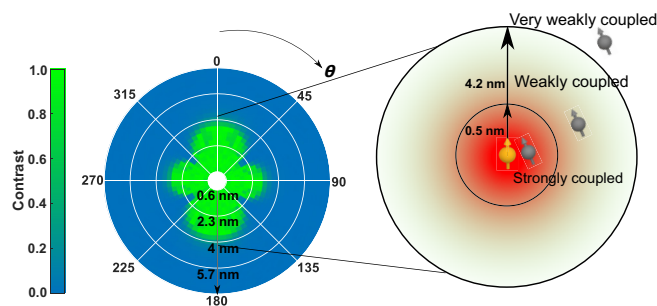 Contrast
1.0
0.8
0.6
0.4
0.2
0.0
0
45
90
135
180
225
270
315
θ
0.6 nm
2.3 nm
4 nm
5.7 nm
Very weakly coupled
4.2 nm
Weakly coupled
0.5 nm
Strongly coupled